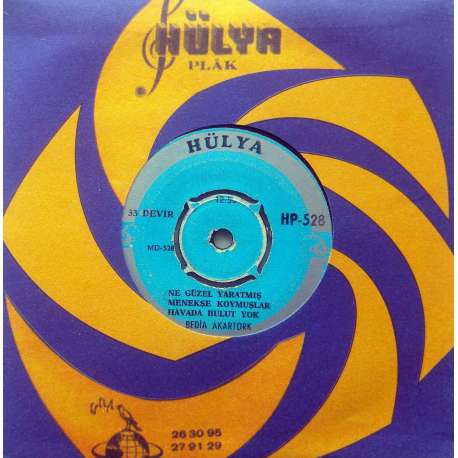 HÜLYA
PLÂK
HÜLYA
33 DEVİR
HP-528
MD-528
NE GÜZEL YARATMIŞ
MENEKŞE KOYMUŞLAR
HAVADA BULUT YOK
BEDİA AKARTÜRK
26 30 95
27 91 29